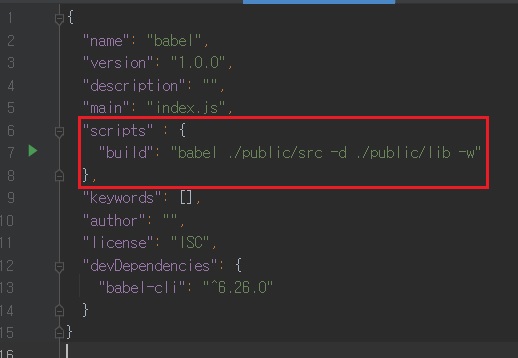 1 {
2 "name": "babel",
3 "version": "1.0.0",
4 "description": "",
5 "main": "index.js",
6 "scripts" : {
7 "build": "babel ./public/src -d ./public/lib -w"
8 },
9 "keywords": [],
10 "author": "",
11 "license": "ISC",
12 "devDependencies": {
13 "babel-cli": "^6.26.0"
14 }
15 }
16